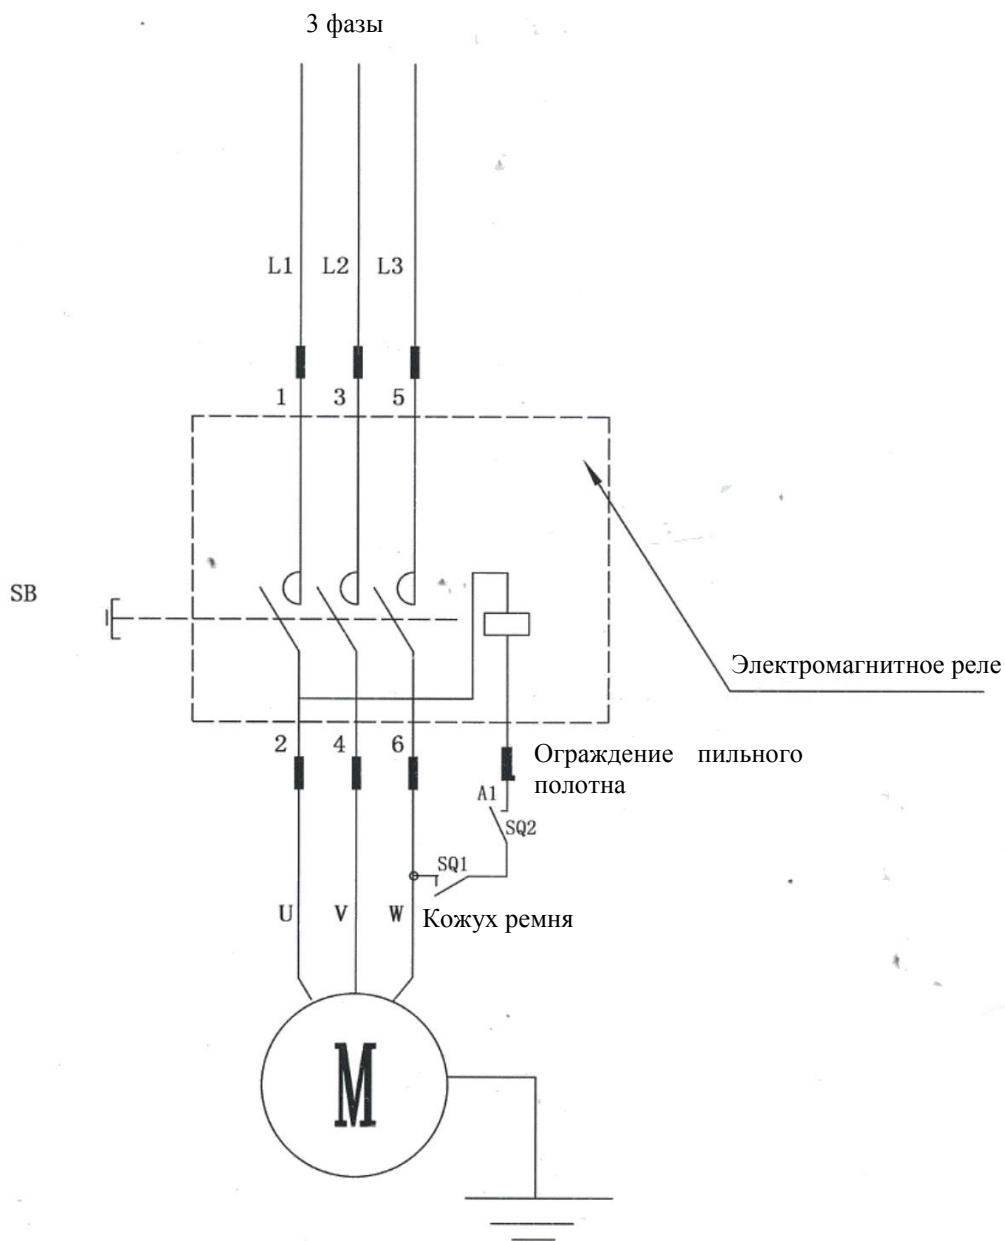 3 фазы
L1 L2 L3
1 3 5
SB
Электромагнитное реле
2 4 6
Ограждение пильного
полотна
A1
SQ2
SQ1
U V W
Кожух ремня
M